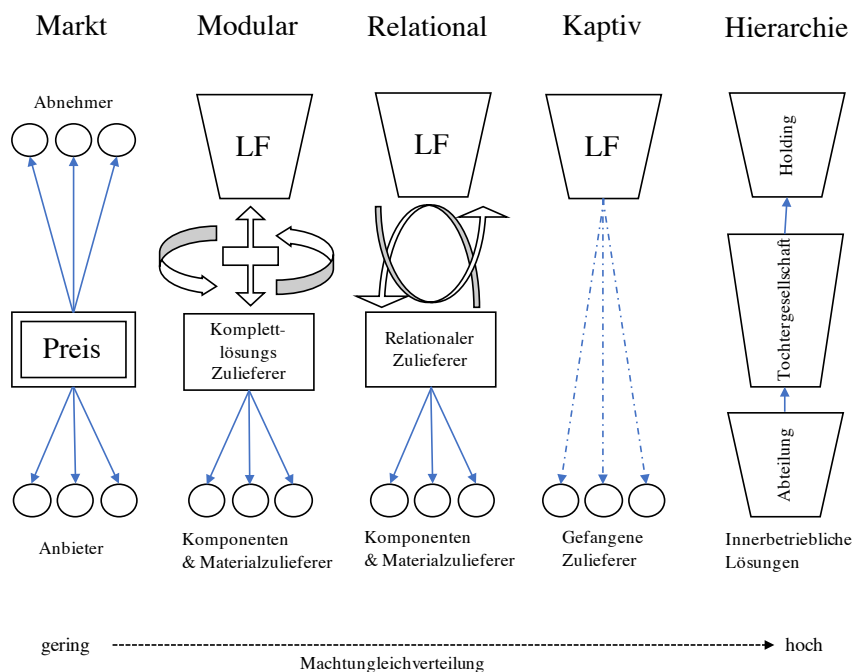 Markt
Modular
Relational
Kaptiv
Hierarchie
Abnehmer
LF
LF
LF
Holding
Preis
Komplett-
lösungs
Zulieferer
Relationaler
Zulieferer
Tochtergesellschaft
Abteilung
Anbieter
Komponenten
& Materialzulieferer
Komponenten
& Materialzulieferer
Gefangene
Zulieferer
Innerbetriebliche
Lösungen
gering
Machtungleichverteilung
hoch